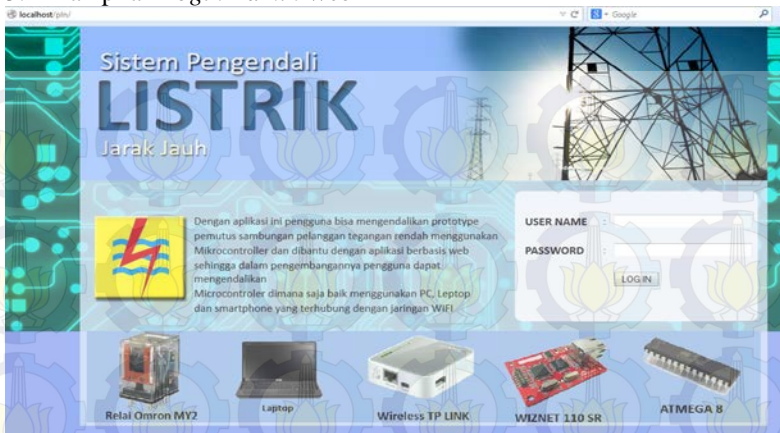 localhost/pln/
Google
Sistem Pengendali
LISTRIK
Jarak Jauh
Dengan aplikasi ini pengguna bisa mengendalikan prototype
pemutus sambungan pelanggan tegangan rendah menggunakan
Mikrocontroller dan dibantu dengan aplikasi berbasis web
sehingga dalam pengembangannya pengguna dapat
mengendalikan
Microcontroler dimana saja baik menggunakan PC, Leptop
dan smartphone yang terhubung dengan jaringan WiFi
USER NAME :
PASSWORD :
LOGIN
Relai Omron MY2
Laptop
Wireless TP LINK
WIZNET 110 SR
ATMEGA 8